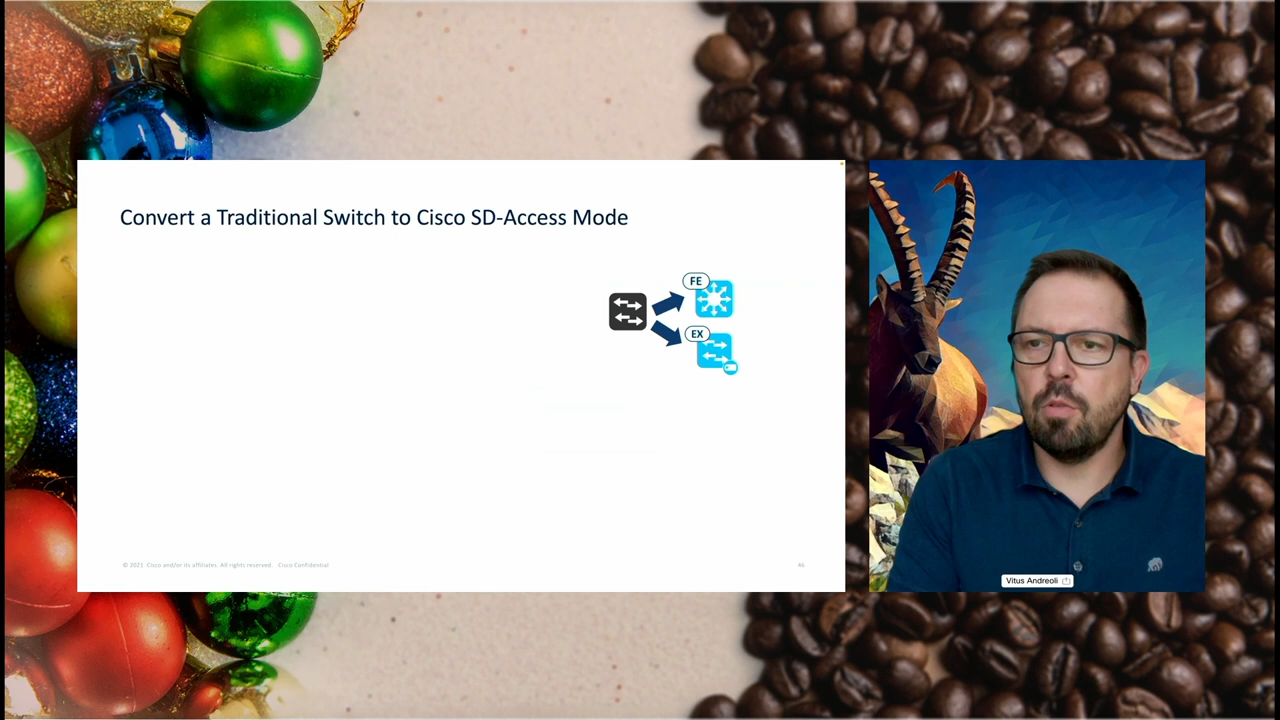 Convert a Traditional Switch to Cisco SD-Access Mode
FE
EX
© 2021 Cisco and/or its affiliates. All rights reserved. Cisco Confidential
46
Vitus Andreoli